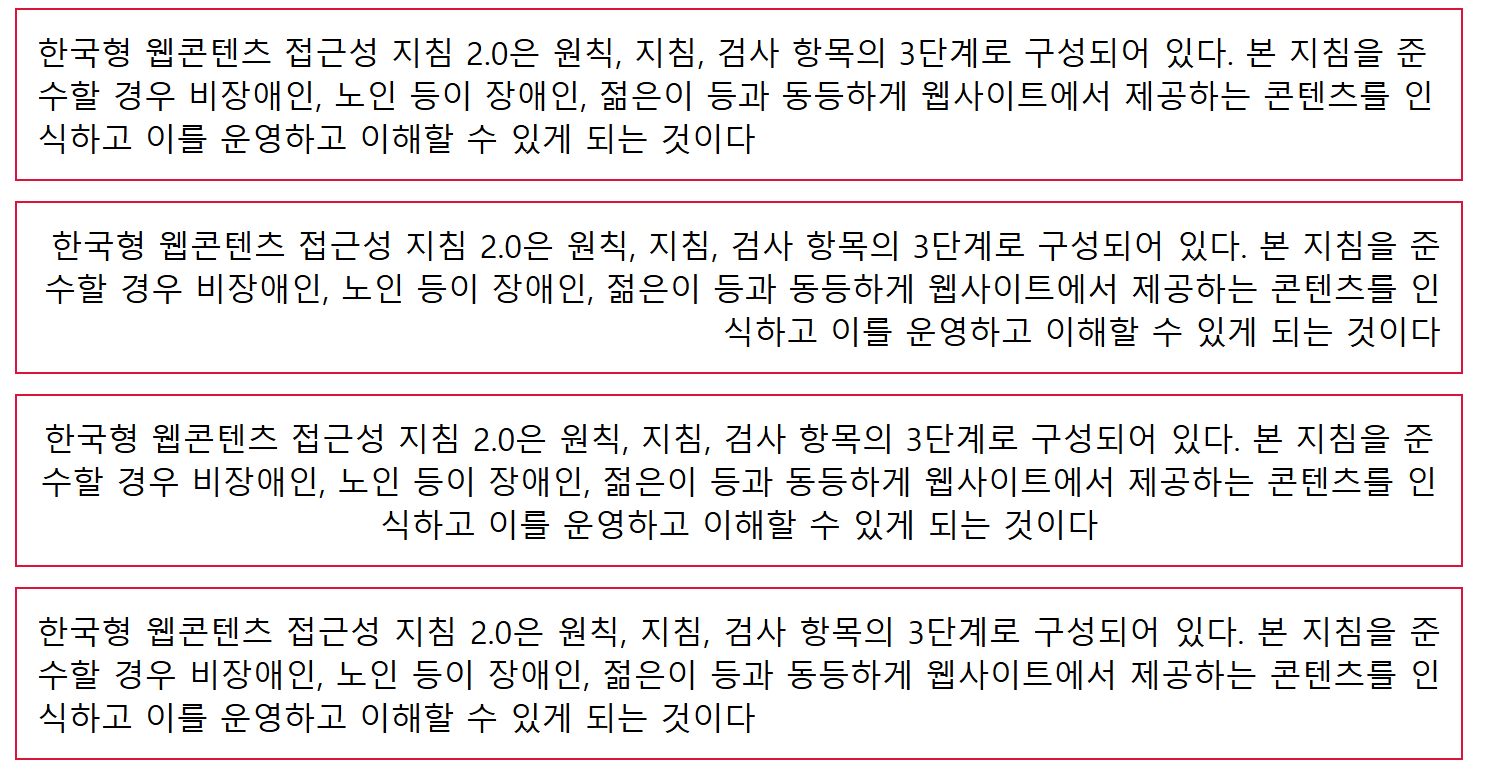 한국형 웹콘텐츠 접근성 지침 2.0은 원칙, 지침, 검사 항목의 3단계로 구성되어 있다. 본 지침을 준
수할 경우 비장애인, 노인 등이 장애인, 젊은이 등과 동등하게 웹사이트에서 제공하는 콘텐츠를 인
식하고 이를 운영하고 이해할 수 있게 되는 것이다
한국형 웹콘텐츠 접근성 지침 2.0은 원칙, 지침, 검사 항목의 3단계로 구성되어 있다. 본 지침을 준
수할 경우 비장애인, 노인 등이 장애인, 젊은이 등과 동등하게 웹사이트에서 제공하는 콘텐츠를 인
식하고 이를 운영하고 이해할 수 있게 되는 것이다
한국형 웹콘텐츠 접근성 지침 2.0은 원칙, 지침, 검사 항목의 3단계로 구성되어 있다. 본 지침을 준
수할 경우 비장애인, 노인 등이 장애인, 젊은이 등과 동등하게 웹사이트에서 제공하는 콘텐츠를 인
식하고 이를 운영하고 이해할 수 있게 되는 것이다
한국형 웹콘텐츠 접근성 지침 2.0은 원칙, 지침, 검사 항목의 3단계로 구성되어 있다. 본 지침을 준
수할 경우 비장애인, 노인 등이 장애인, 젊은이 등과 동등하게 웹사이트에서 제공하는 콘텐츠를 인
식하고 이를 운영하고 이해할 수 있게 되는 것이다